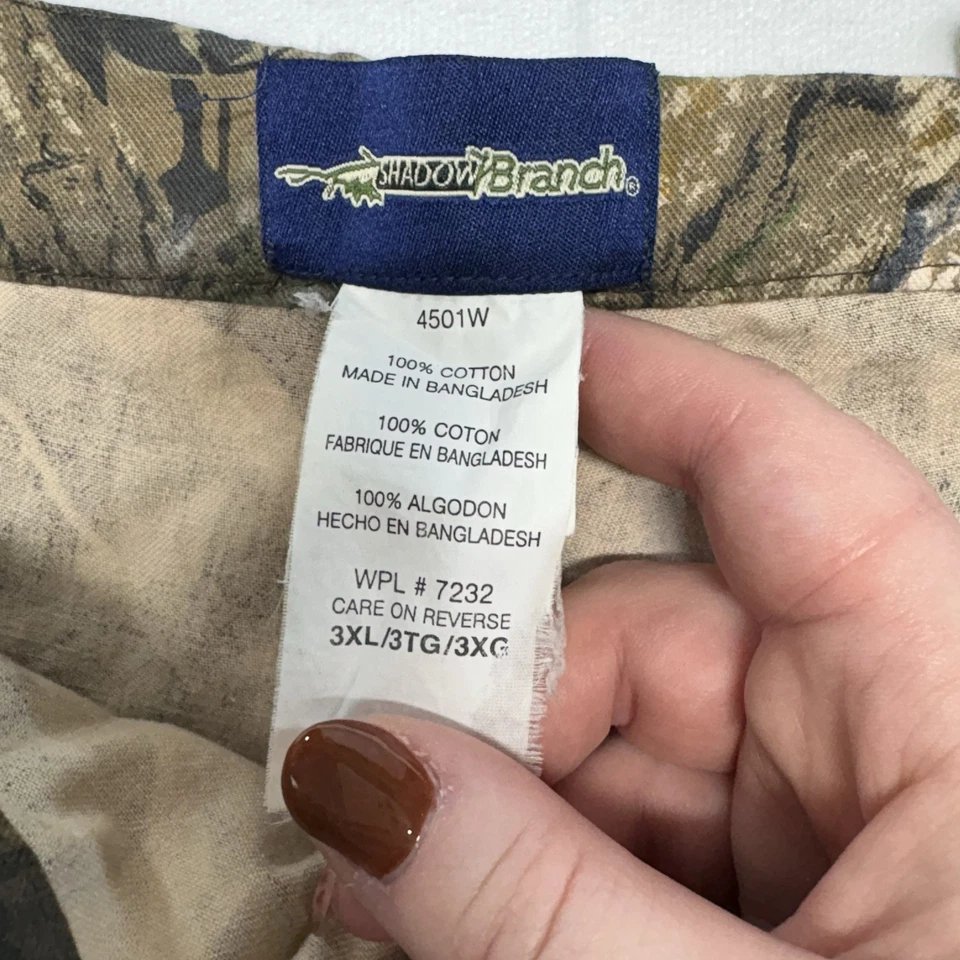 SHADOW Branch®
4501W
100% COTTON
MADE IN BANGLADESH
100% COTON
FABRIQUE EN BANGLADESH
100% ALGODON
HECHO EN BANGLADESH
WPL # 7232
CARE ON REVERSE
3XL/3TG/3XG